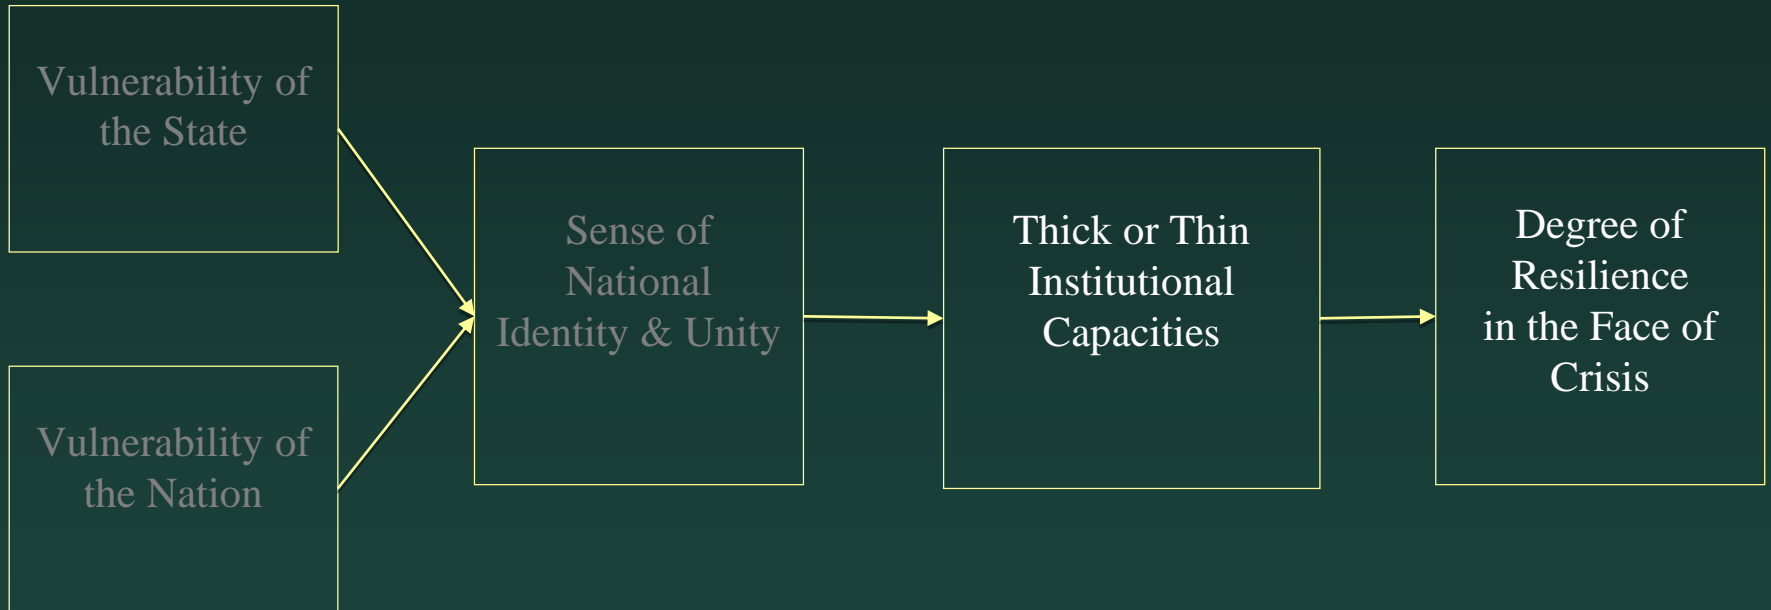 Vulnerability of
the State
Vulnerability of
the Nation
Sense of
National
Identity & Unity
Thick or Thin
Institutional
Capacities
Degree of
Resilience
in the Face of
Crisis